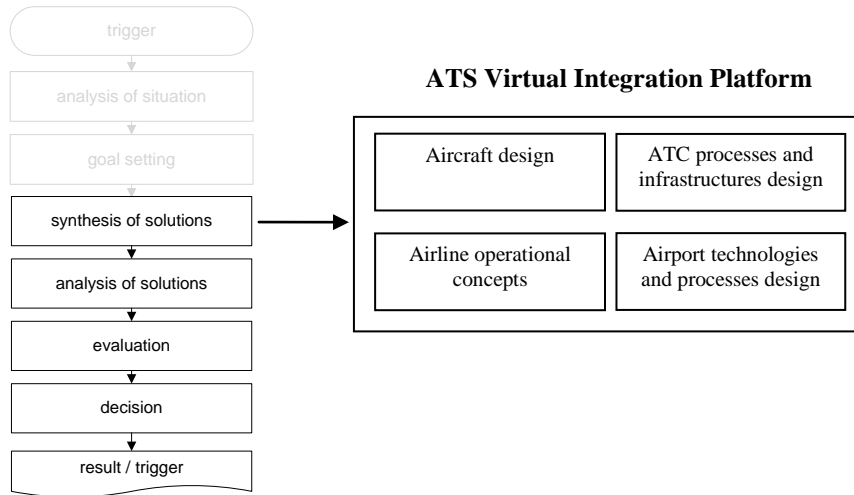 trigger
analysis of situation
goal setting
synthesis of solutions
analysis of solutions
evaluation
decision
result / trigger
ATS Virtual Integration Platform
Aircraft design
ATC processes and
infrastructures design
Airline operational
concepts
Airport technologies
and processes design